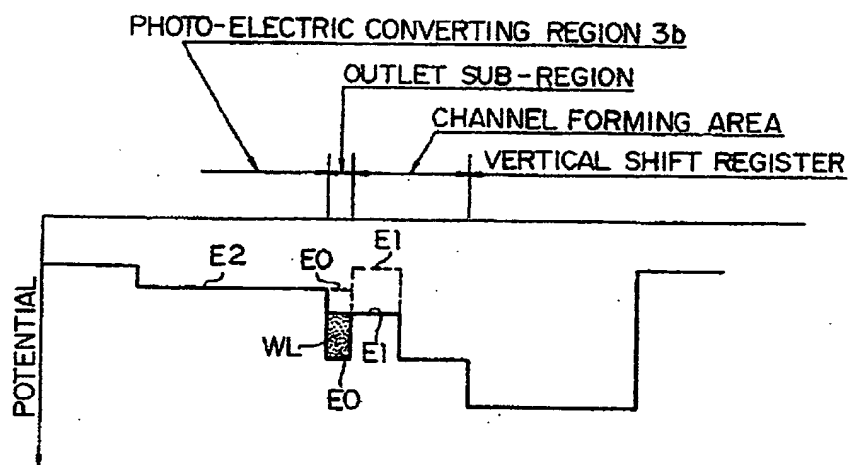 PHOTO-ELECTRIC CONVERTING REGION 3b
OUTLET SUB-REGION
CHANNEL FORMING AREA
VERTICAL SHIFT REGISTER
E2
E0
E1
WL
E1
E0
POTENTIAL